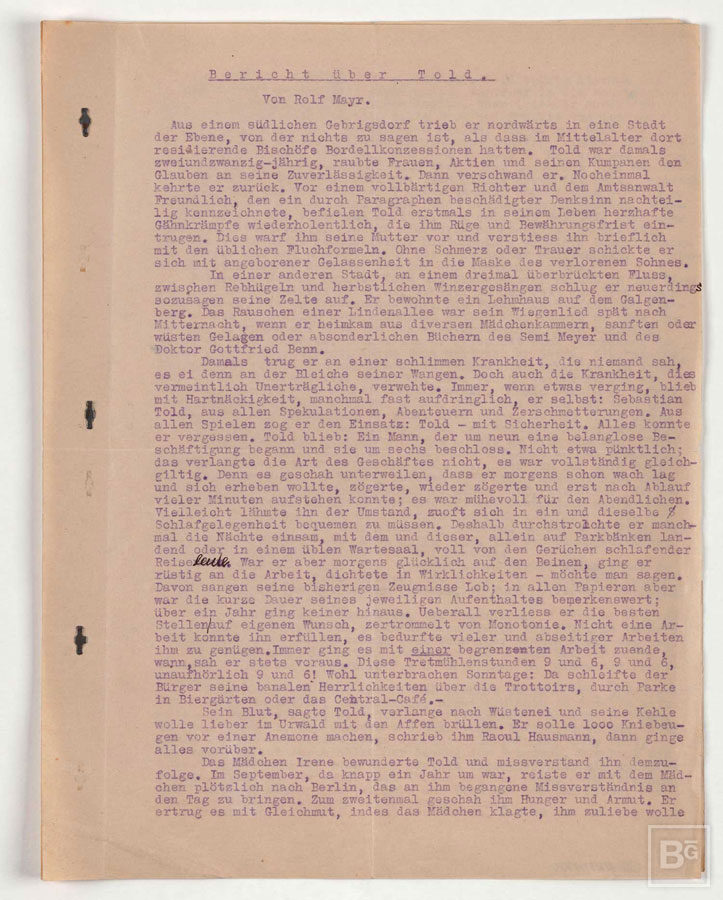 Bericht über Told.
Von Rolf Mayr.
Aus einem südlichen Gebrigsdorf trieb er nordwärts in eine Stadt
der Ebene, von der nichts zu sagen ist, als dass im Mittelalter dort
residierende Bischöfe Bordellkonzessionen hatten. Told war damals
zweiundzwanzig-jährig, raubte Frauen, Aktien und seinen Kumpanen den
Glauben an seine Zuverlässigkeit. Dann verschwand er. Nocheinmal
kehrte er zurück. Vor einem vollbärtigen Richter und dem Amtsanwalt
Freundlich, den ein durch Paragraphen beschädigter Denksinn nachtei-
lig kennzeichnete, befielen Told erstmals in seinem Leben herzhafte
Gähnkrämpfe wiederholentlich, die ihm Rüge und Bewährungsfrist ein-
trugen. Dies warf ihm seine Mutter vor und verstiess ihn brieflich
mit den üblichen Fluchformeln. Ohne Schmerz oder Trauer schickte er
sich mit angeborener Gelassenheit in die Maske des verlorenen Sohnes.
In einer anderen Stadt, an einem dreimal überbrückten Fluss,
zwischen Rebhügeln und herbstlichen Winzergesängen schlug er neuerdings
sozusagen seine Zelte auf. Er bewohnte ein Lehmhaus auf dem Galgen-
berg. Das Rauschen einer Lindenallee war sein Wiegenlied spät nach
Mitternacht, wenn er heimkam aus diversen Mädchenkammern, sanften oder
wüsten Gelagen oder absonderlichen Büchern des Semi Meyer und des
Doktor Gottfried Benn.
Damals trug er an einer schlimmen Krankheit, die niemand sah,
es ei denn an der Bleiche seiner Wangen. Doch auch die Krankheit, dies
vermeintlich Unerträgliche, verwehte. Immer, wenn etwas verging, blieb
mit Hartnäckigkeit, manchmal fast aufdringlich, er selbst: Sebastian
Told, aus allen Spekulationen, Abenteuern und Zerschmetterungen. Aus
allen Spielen zog er den Einsatz: Told - mit Sicherheit. Alles konnte
er vergessen. Told blieb: Ein Mann, der um neun eine belanglose Be-
schäftigung begann und sie um sechs beschloss. Nicht etwa pünktlich;
das verlangte die Art des Geschäftes nicht, es war vollständig gleich-
giltig. Denn es geschah unterweilen, dass er morgens schon wach lag
und sich erheben wollte, zögerte, wieder zögerte und erst nach Ablauf
vieler Minuten aufstehen konnte; es war mühevoll für den Abendlichen.
Vielleicht lähmte ihn der Umstand, zuoft sich in ein und dieselbe
Schlafgelegenheit bequemen zu müssen. Deshalb durchstrolchte er manch-
mal die Nächte einsam, mit dem und dieser, allein auf Parkbänken lan-
dend oder in einem üblen Wartesaal, voll von den Gerüchen schlafender
Reiseleute. War er aber morgens glücklich auf den Beinen, ging er
rüstig an die Arbeit, dichtete in Wirklichkeiten - möchte man sagen.
Davon sangen seine bisherigen Zeugnisse Lob; in allen Papieren aber
war die kurze Dauer seines jeweiligen Aufenthaltes bemerkenswert;
über ein Jahr ging keiner hinaus. Ueberall verliess er die besten
Stellen/auf eigenen Wunsch, zertrommelt von Monotonie. Nicht eine Ar-
beit konnte ihn erfüllen, es bedurfte vieler und abseitiger Arbeiten
ihm zu genügen.Immer ging es mit einer begrenzten Arbeit zuende,
wann,sah er stets voraus. Diese Tretmühlenstunden 9 und 6, 9 und 6,
unaufhörlich 9 und 6! Wohl unterbrachen Sonntage: Da schleifte der
Bürger seine banalen Herrlichkeiten über die Trottoirs, durch Parke
in Biergärten oder das Central-Café.-
Sein Blut, sagte Told, verlange nach Wüstenei und seine Kehle
wolle lieber im Urwald mit den Affen brüllen. Er solle 1000 Kniebeu-
gen vor einer Anemone machen, schrieb ihm Raoul Hausmann, dann ginge
alles vorüber.
Das Mädchen Irene bewunderte Told und missverstand ihn demzu-
folge. Im September, da knapp ein Jahr um war, reiste er mit dem Mäd-
chen plötzlich nach Berlin, das an ihm begangene Missverständnis an
den Tag zu bringen. Zum zweitenmal geschah ihm Hunger und Armut. Er
ertrug es mit Gleichmut, indes das Mädchen klagte, ihm zuliebe wolle
BG